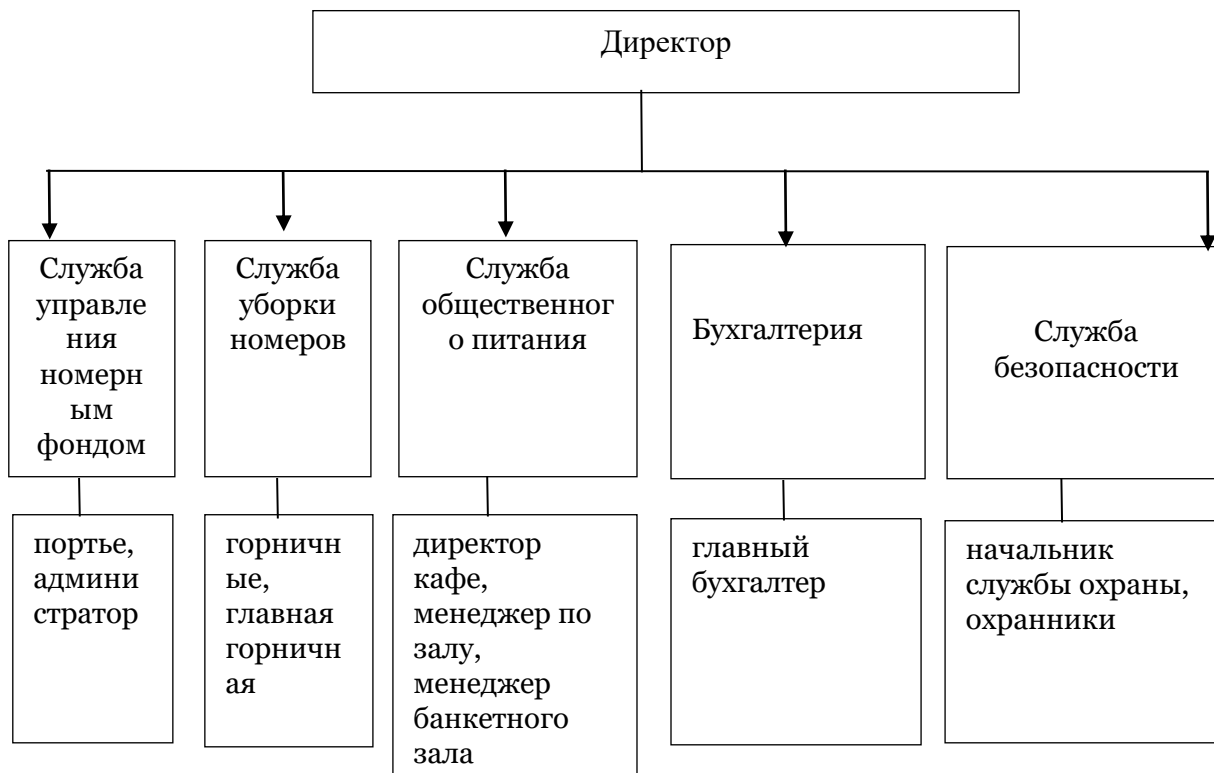 Директор
Служба
управле
ния
номерн
ым
фондом
Служба
уборки
номеров
Служба
общественног
о питания
Бухгалтерия
Служба
безопасности
портье,
админи
стратор
горничн
ые,
главная
горничн
ая
директор
кафе,
менеджер по
залу,
менеджер
банкетного
зала
главный
бухгалтер
начальник
службы охраны,
охранники